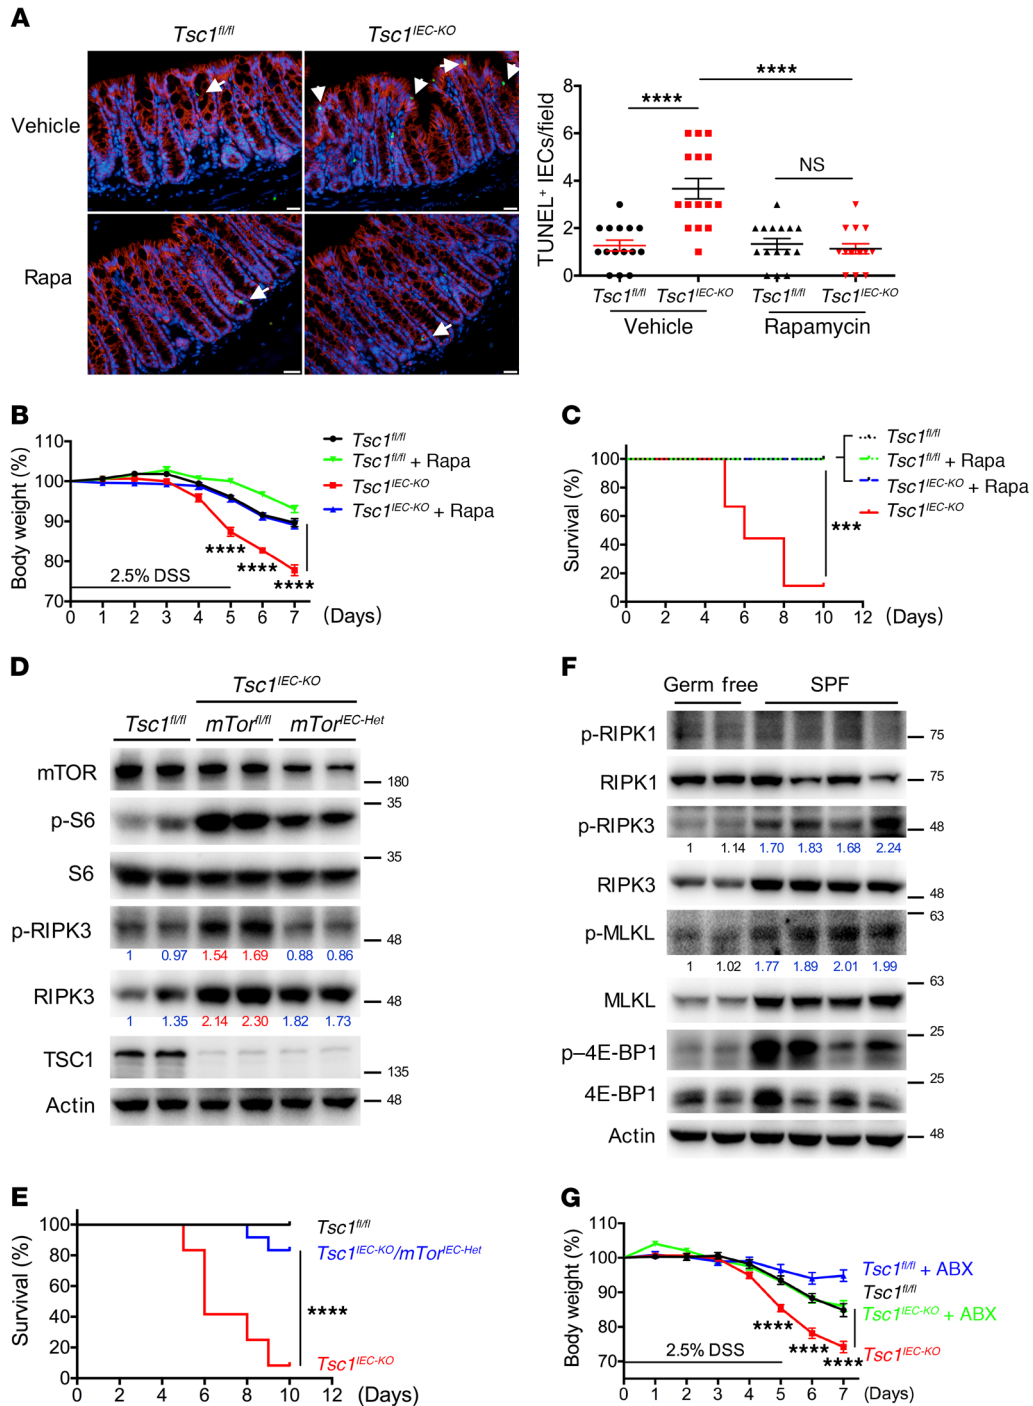 A
Tsc1fl/fl Tsc1IEC-KO
Vehicle
Rapa
TUNEL+ IECs/field
8
6
4
2
0
**** ****
NS
Tsc1fl/fl Tsc1IEC-KO Tsc1fl/fl Tsc1IEC-KO
Vehicle Rapamycin
B
Body weight (%)
110
100
90
80
70
Tsc1fl/fl
Tsc1fl/fl + Rapa
Tsc1IEC-KO
Tsc1IEC-KO + Rapa
****
****
****
2.5% DSS
0 1 2 3 4 5 6 7 (Days)
C
Survival (%)
100
80
60
40
20
0
Tsc1fl/fl
Tsc1fl/fl + Rapa
Tsc1IEC-KO + Rapa
Tsc1IEC-KO
***
0 2 4 6 8 10 12 (Days)
D
Tsc1IEC-KO
Tsc1fl/fl mTorfl/fl mTorIEC-Het
mTOR 180
p-S6 35
S6 35
p-RIPK3 48
1 0.97 1.54 1.69 0.88 0.86
RIPK3 48
1 1.35 2.14 2.30 1.82 1.73
TSC1 135
Actin 48
F
Germ free SPF
p-RIPK1 75
RIPK1 75
p-RIPK3 48
1 1.14 1.70 1.83 1.68 2.24
RIPK3 48
p-MLKL 63
1 1.02 1.77 1.89 2.01 1.99
MLKL 63
p–4E-BP1 25
4E-BP1 25
Actin 48
E
Survival (%)
100
80
60
40
20
0
Tsc1fl/fl
Tsc1IEC-KO/mTorIEC-Het
****
Tsc1IEC-KO
0 2 4 6 8 10 12 (Days)
G
Body weight (%)
110
100
90
80
70
Tsc1fl/fl + ABX
Tsc1fl/fl
Tsc1IEC-KO + ABX
Tsc1IEC-KO
****
****
****
2.5% DSS
0 1 2 3 4 5 6 7 (Days)